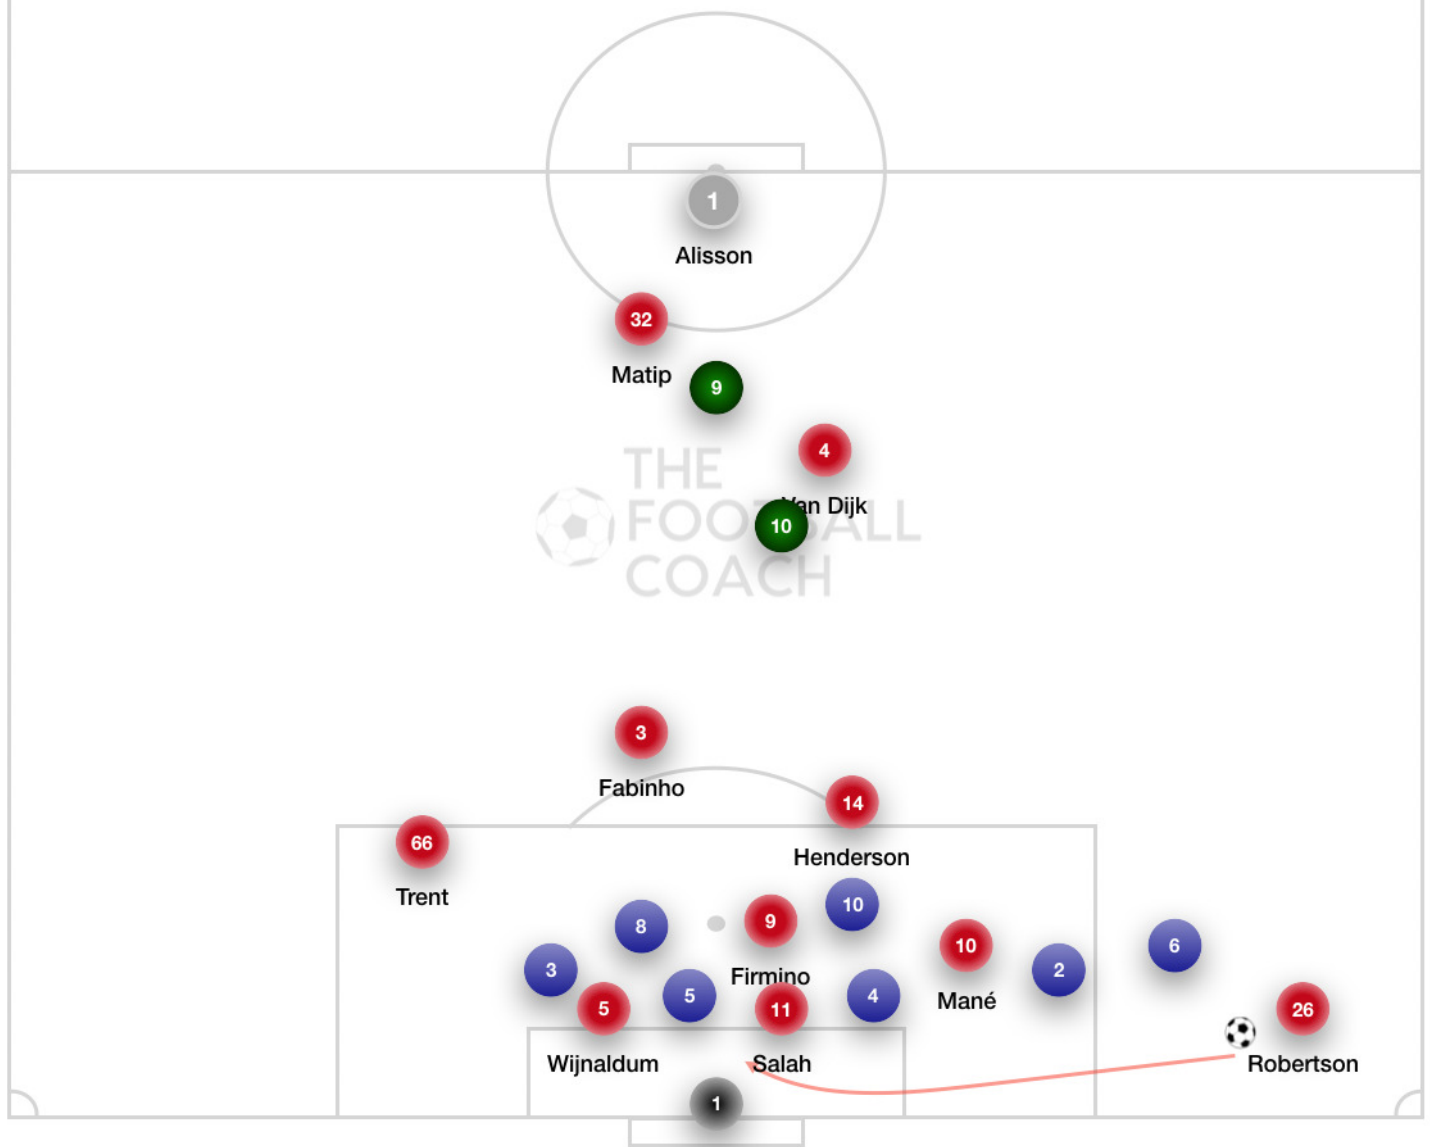 1
Alisson
32
Matip
9
4
Van Dijk
10
THE
FOOTBALL
COACH
3
Fabinho
14
Henderson
66
Trent
10
9
Firmino
8
10
Mané
6
2
3
5
4
5
Wijnaldum
11
Salah
26
Robertson
1